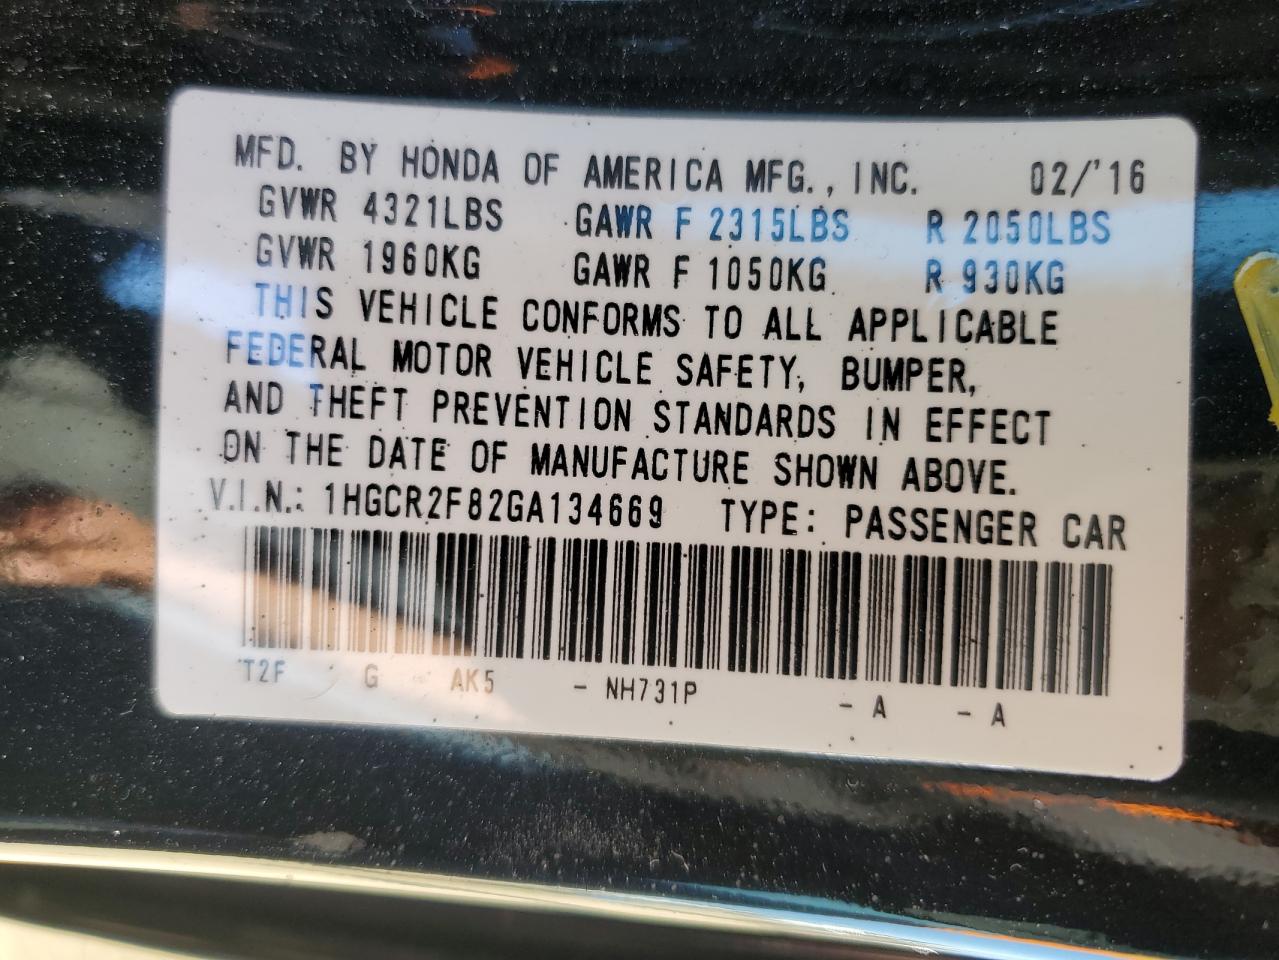 MFD. BY HONDA OF AMERICA MFG., INC. 02/'16
GVWR 4321LBS GAWR F 2315LBS R 2050LBS
GVWR 1960KG GAWR F 1050KG R 930KG
THIS VEHICLE CONFORMS TO ALL APPLICABLE
FEDERAL MOTOR VEHICLE SAFETY, BUMPER,
AND THEFT PREVENTION STANDARDS IN EFFECT
ON THE DATE OF MANUFACTURE SHOWN ABOVE.
V.I.N.: 1HGCR2F82GA134669 TYPE: PASSENGER CAR
T2F G AK5 - NH731P - A - A